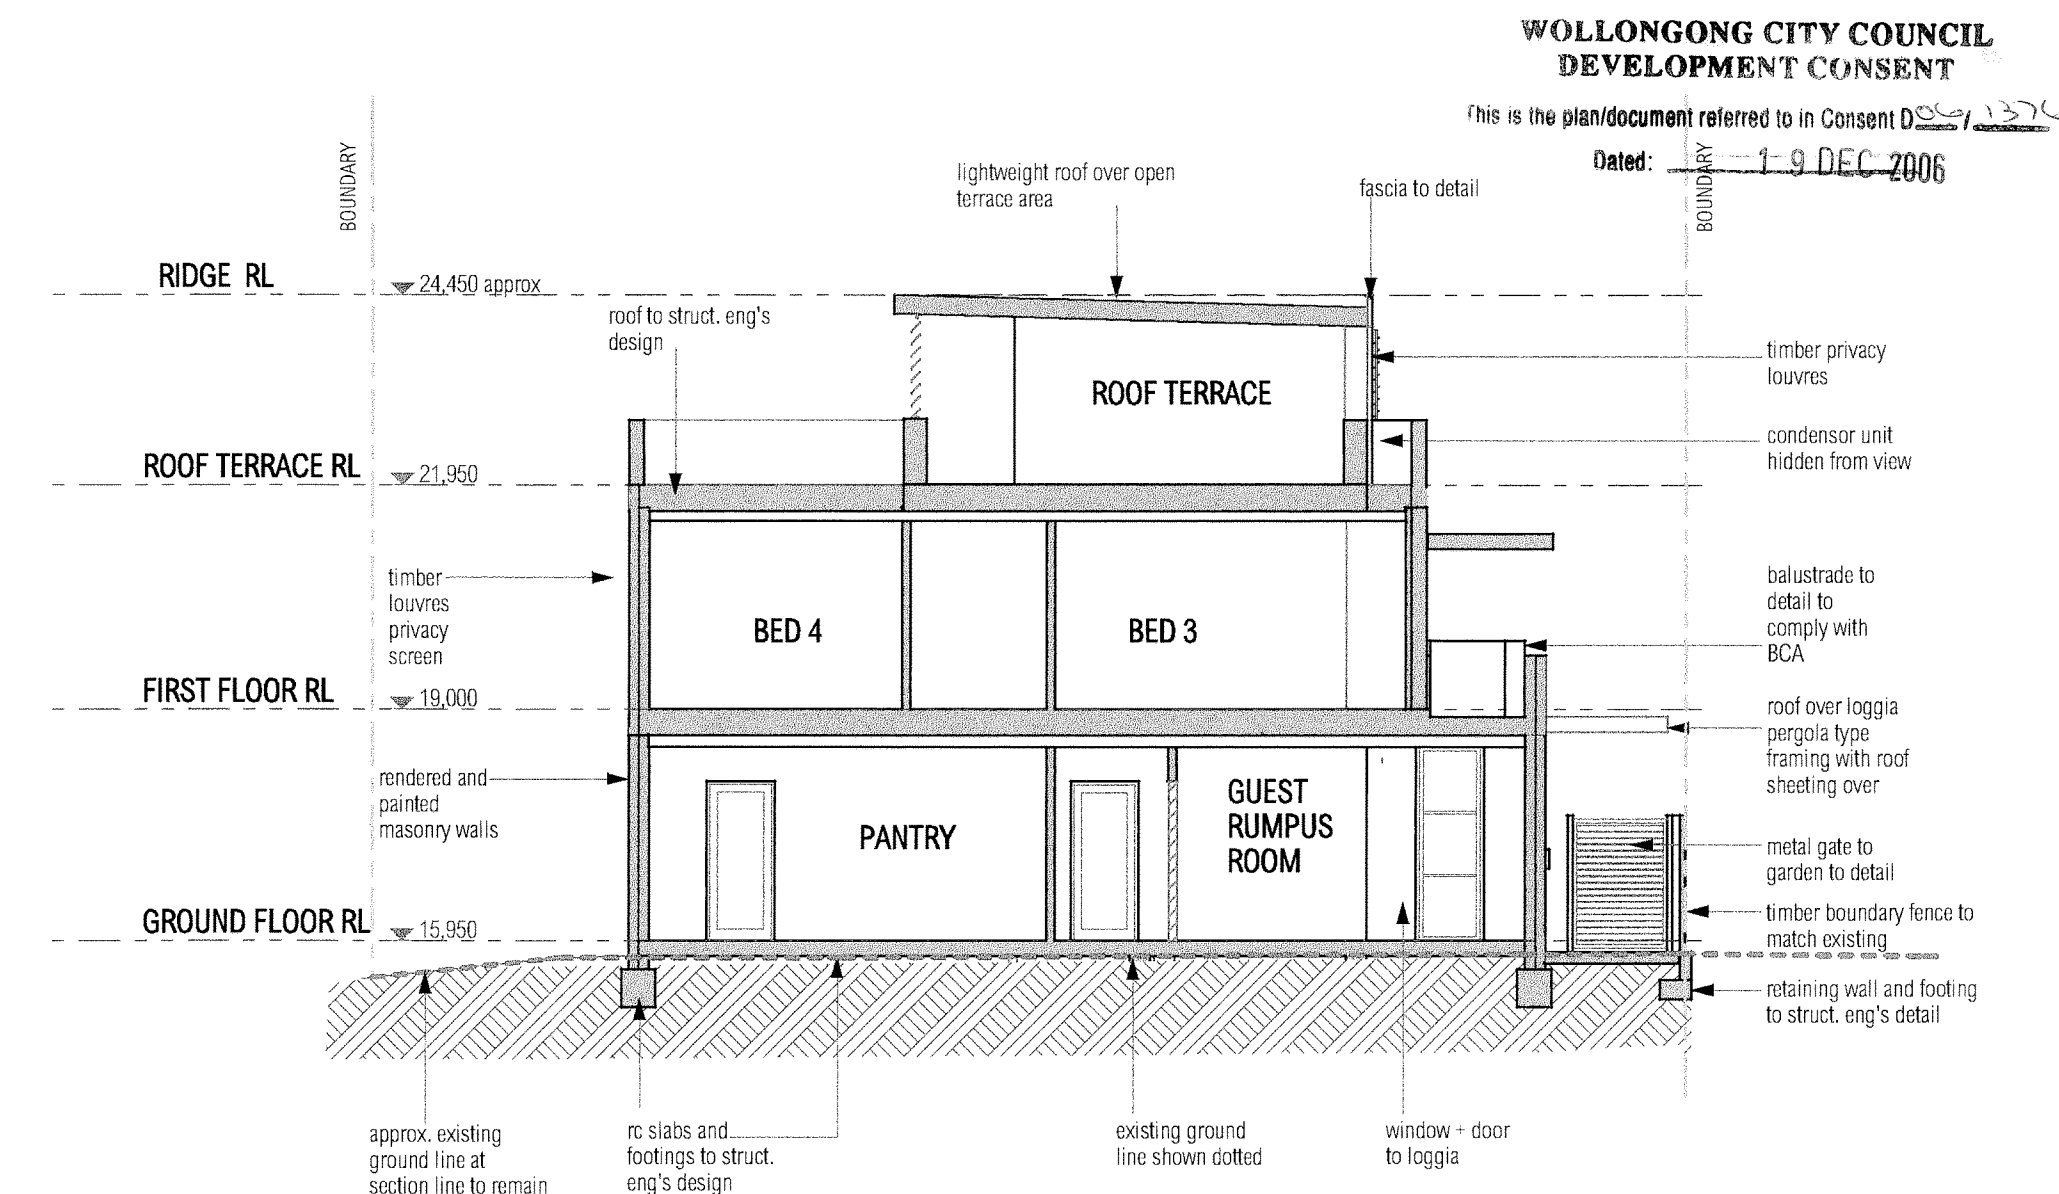 WOLLONGONG CITY COUNCIL
DEVELOPMENT CONSENT
This is the plan/document referred to in Consent D06/
Dated: 19 DEC 2006
BOUNDARY
BOUNDARY
lightweight roof over open
terrace area
fascia to detail
RIDGE RL
24,450 approx
roof to struct. eng's
design
timber privacy
louvres
ROOF TERRACE
condensor unit
hidden from view
ROOF TERRACE RL
21,950
timber
louvres
privacy
screen
BED 4
BED 3
balustrade to
detail to
comply with
BCA
FIRST FLOOR RL
19,000
roof over loggia
pergola type
framing with roof
sheeting over
rendered and
painted
masonry walls
PANTRY
GUEST
RUMPUS
ROOM
metal gate to
garden to detail
timber boundary fence to
match existing
GROUND FLOOR RL
15,950
retaining wall and footing
to struct. eng's detail
approx. existing
ground line at
section line to remain
rc slabs and
footings to struct.
eng's design
existing ground
line shown dotted
window + door
to loggia